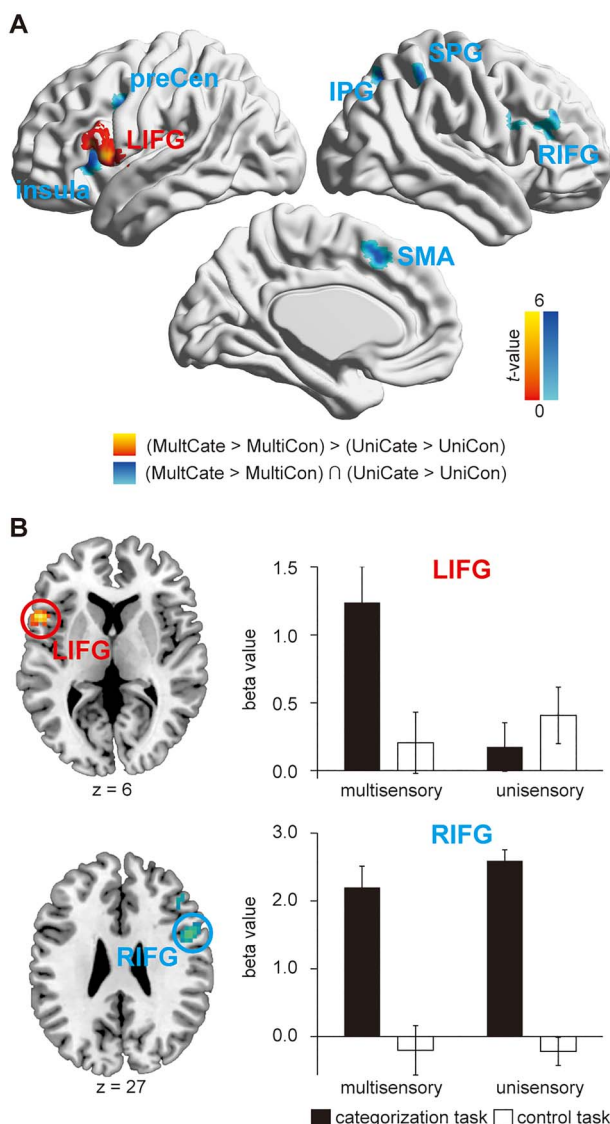 A
preCen
LIFG
insula
SPG
IPG
RIFG
SMA
6
t-value
0
(MultCate > MultiCon) > (UniCate > UniCon)
(MultCate > MultiCon) ∩ (UniCate > UniCon)
B
LIFG
z = 6
LIFG
1.5
1.0
0.5
0.0
beta value
multisensory
unisensory
RIFG
z = 27
RIFG
3.0
2.0
1.0
0.0
beta value
multisensory
unisensory
categorization task
control task